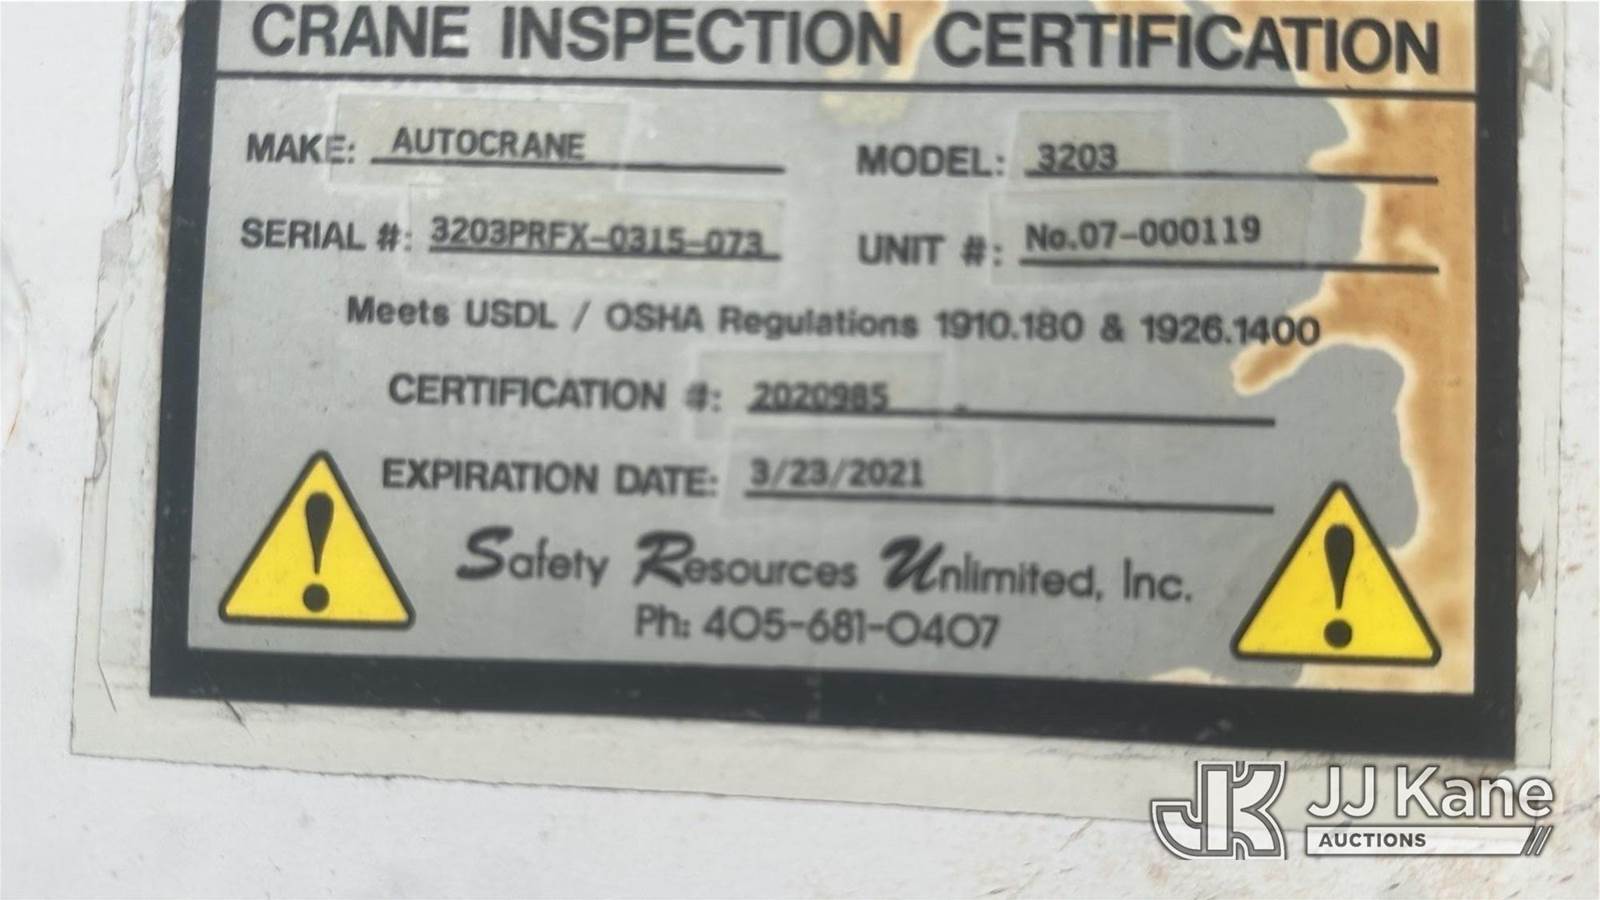 CRANE INSPECTION CERTIFICATION
MAKE: AUTOCRANE MODEL: 3203
SERIAL #: 3203PRFX-0315-073 UNIT #: No.07-000119
Meets USDL / OSHA Regulations 1910.180 & 1926.1400
CERTIFICATION #: 2020985
EXPIRATION DATE: 3/23/2021
Safety Resources Unlimited, Inc.
Ph: 405-681-0407
JK JJ Kane
AUCTIONS